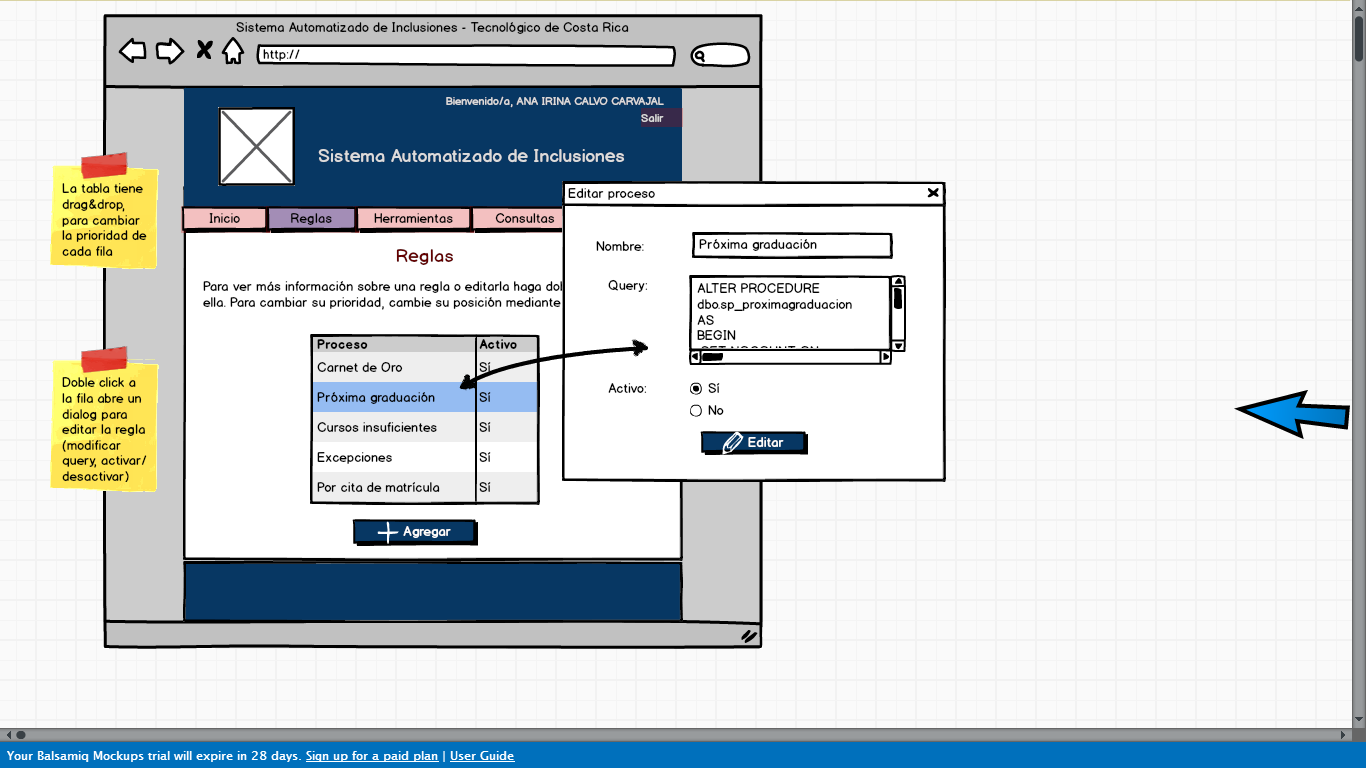 Sistema Automatizado de Inclusiones - Tecnológico de Costa Rica
http://
Bienvenido/a, ANA IRINA CALVO CARVAJAL
Salir
Sistema Automatizado de Inclusiones
Inicio
Reglas
Herramientas
Consultas
Reglas
Para ver más información sobre una regla o editarla haga
ella. Para cambiar su prioridad, cambie su posición mediante
Proceso Activo
Carnet de Oro Sí
Próxima graduación Sí
Cursos insuficientes Sí
Excepciones Sí
Por cita de matrícula Sí
Agregar
La tabla tiene
drag&drop,
para cambiar
la prioridad de
cada fila
Doble click a
la fila abre un
dialog para
editar la regla
(modificar
query, activar/
desactivar)
Editar proceso
Nombre: Próxima graduación
Query:
ALTER PROCEDURE
dbo.sp_proximagraduacion
AS
BEGIN
Activo:
Sí
No
Editar
Your Balsamiq Mockups trial will expire in 28 days. Sign up for a paid plan | User Guide